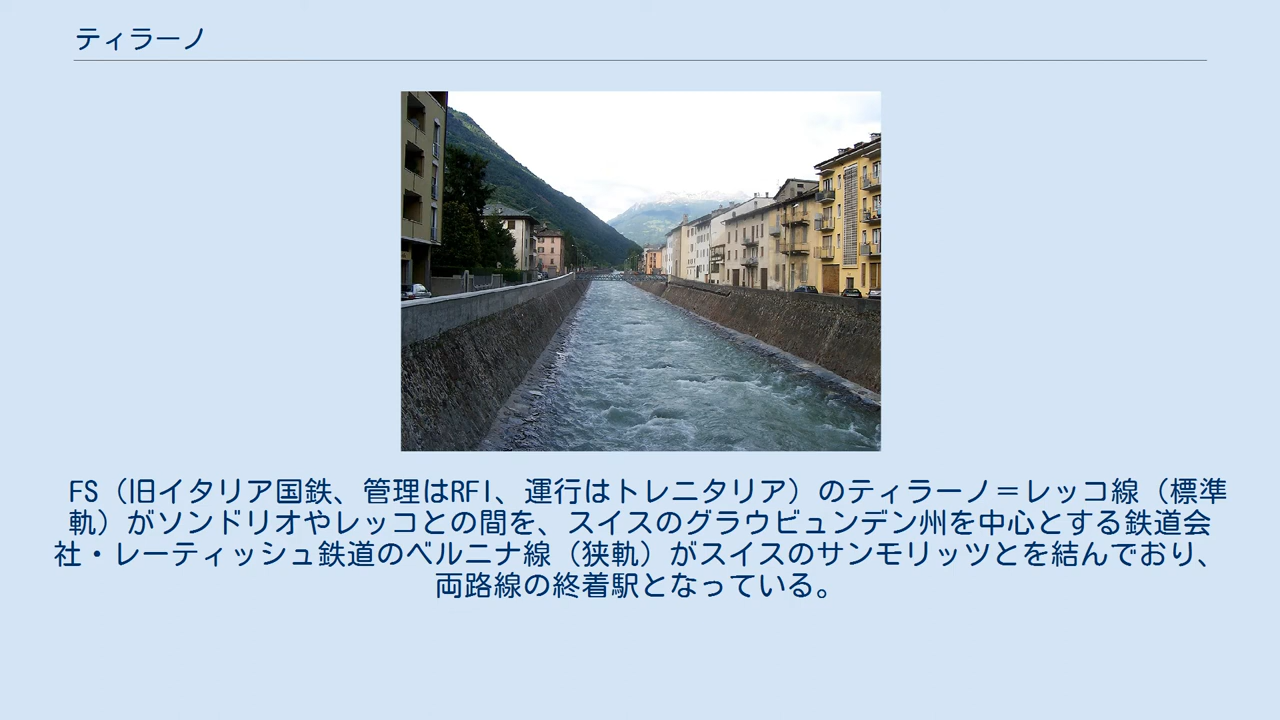 ティラーノ
FS（旧イタリア国鉄、管理はRFI、運行はトレニタリア）のティラーノ＝レッコ線（標準
軌）がソンドリオやレッコとの間を、スイスのグラウビュンデン州を中心とする鉄道会
社・レーティッシュ鉄道のベルニナ線（狭軌）がスイスのサンモリッツとを結んでおり、
両路線の終着駅となっている。